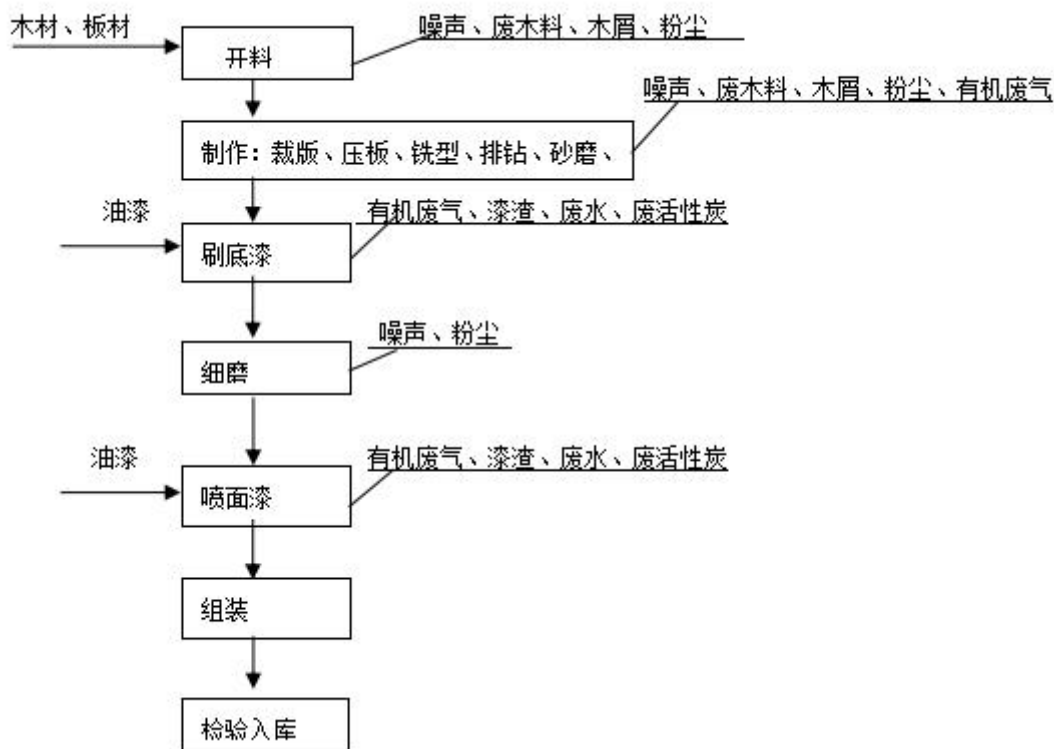 木材、板材
噪声、废木料、木屑、粉尘
开料
噪声、废木料、木屑、粉尘、有机废气
制作：裁版、压板、铣型、排钻、砂磨、
油漆
有机废气、漆渣、废水、废活性炭
刷底漆
噪声、粉尘
细磨
油漆
有机废气、漆渣、废水、废活性炭
喷面漆
组装
检验入库